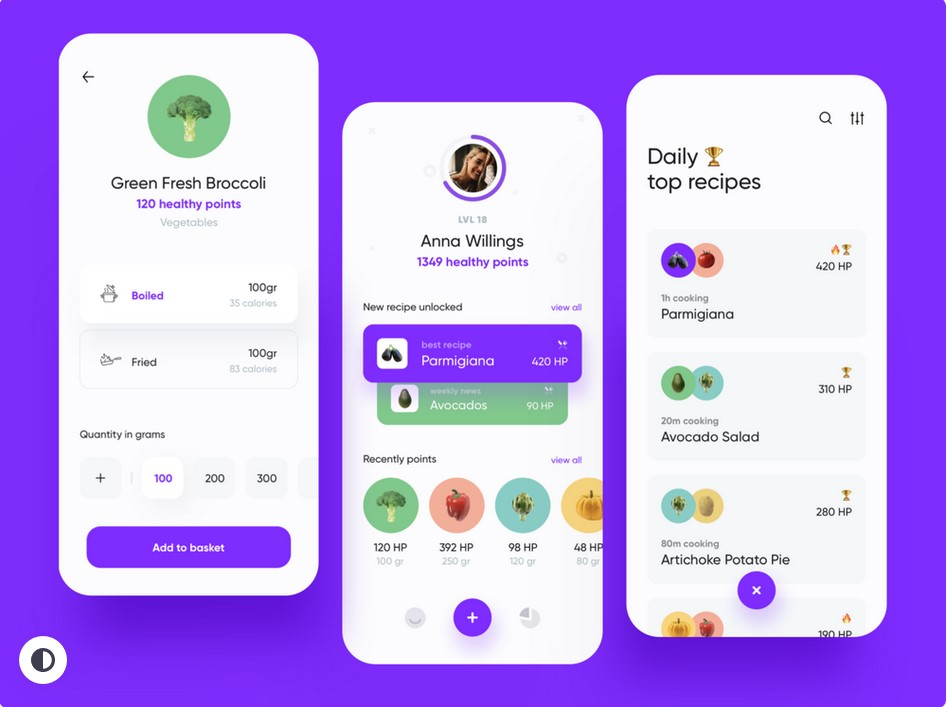 Green Fresh Broccoli
120 healthy points
Vegetables
Boiled
100gr
35 calories
Fried
100gr
83 calories
Quantity in grams
+
100
200
300
Add to basket
LVL 18
Anna Willings
1349 healthy points
New recipe unlocked
view all
best recipe
Parmigiana
420 HP
weekly news
Avocados
90 HP
Recently points
view all
120 HP
100 gr
392 HP
250 gr
98 HP
120 gr
48 HP
80 gr
+
Daily 🏆
top recipes
🔥🏆
420 HP
1h cooking
Parmigiana
🏆
310 HP
20m cooking
Avocado Salad
🏆
280 HP
80m cooking
Artichoke Potato Pie
🔥
190 HP